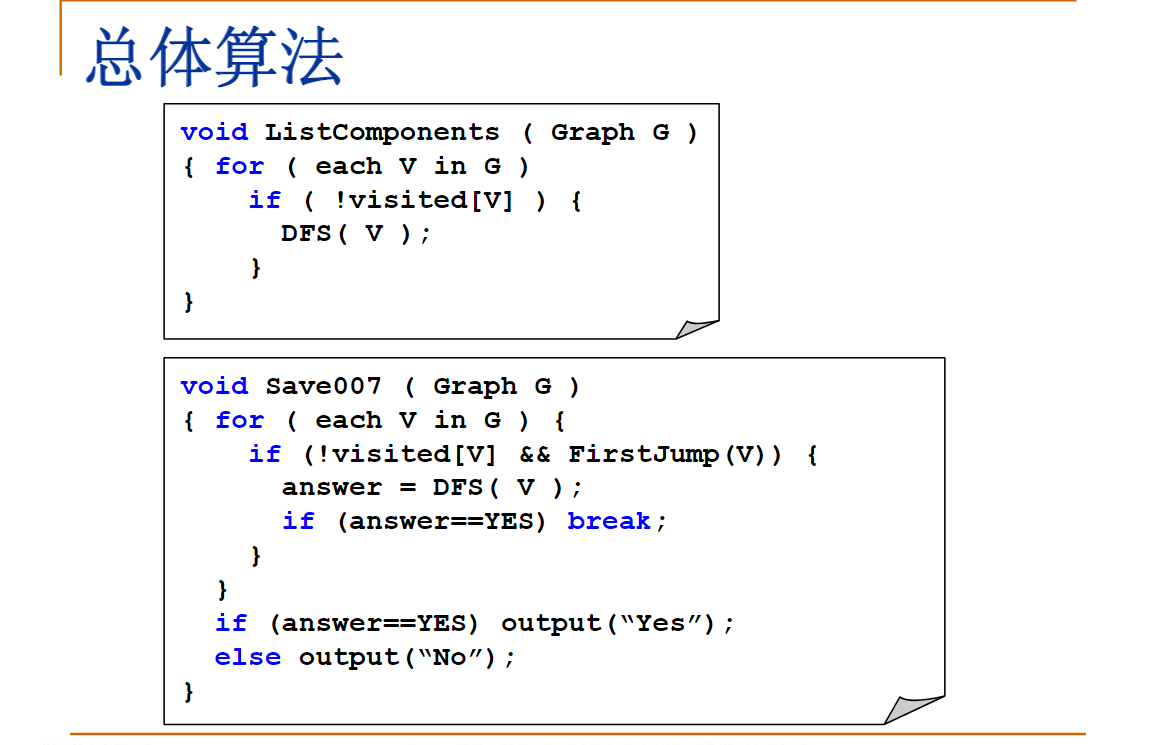 总体算法
void ListComponents ( Graph G )
{ for ( each V in G )
if ( !visited[V] ) {
DFS( V );
}
}
void Save007 ( Graph G )
{ for ( each V in G ) {
if (!visited[V] && FirstJump(V)) {
answer = DFS( V );
if (answer==YES) break;
}
}
if (answer==YES) output(“Yes”);
else output(“No”);
}